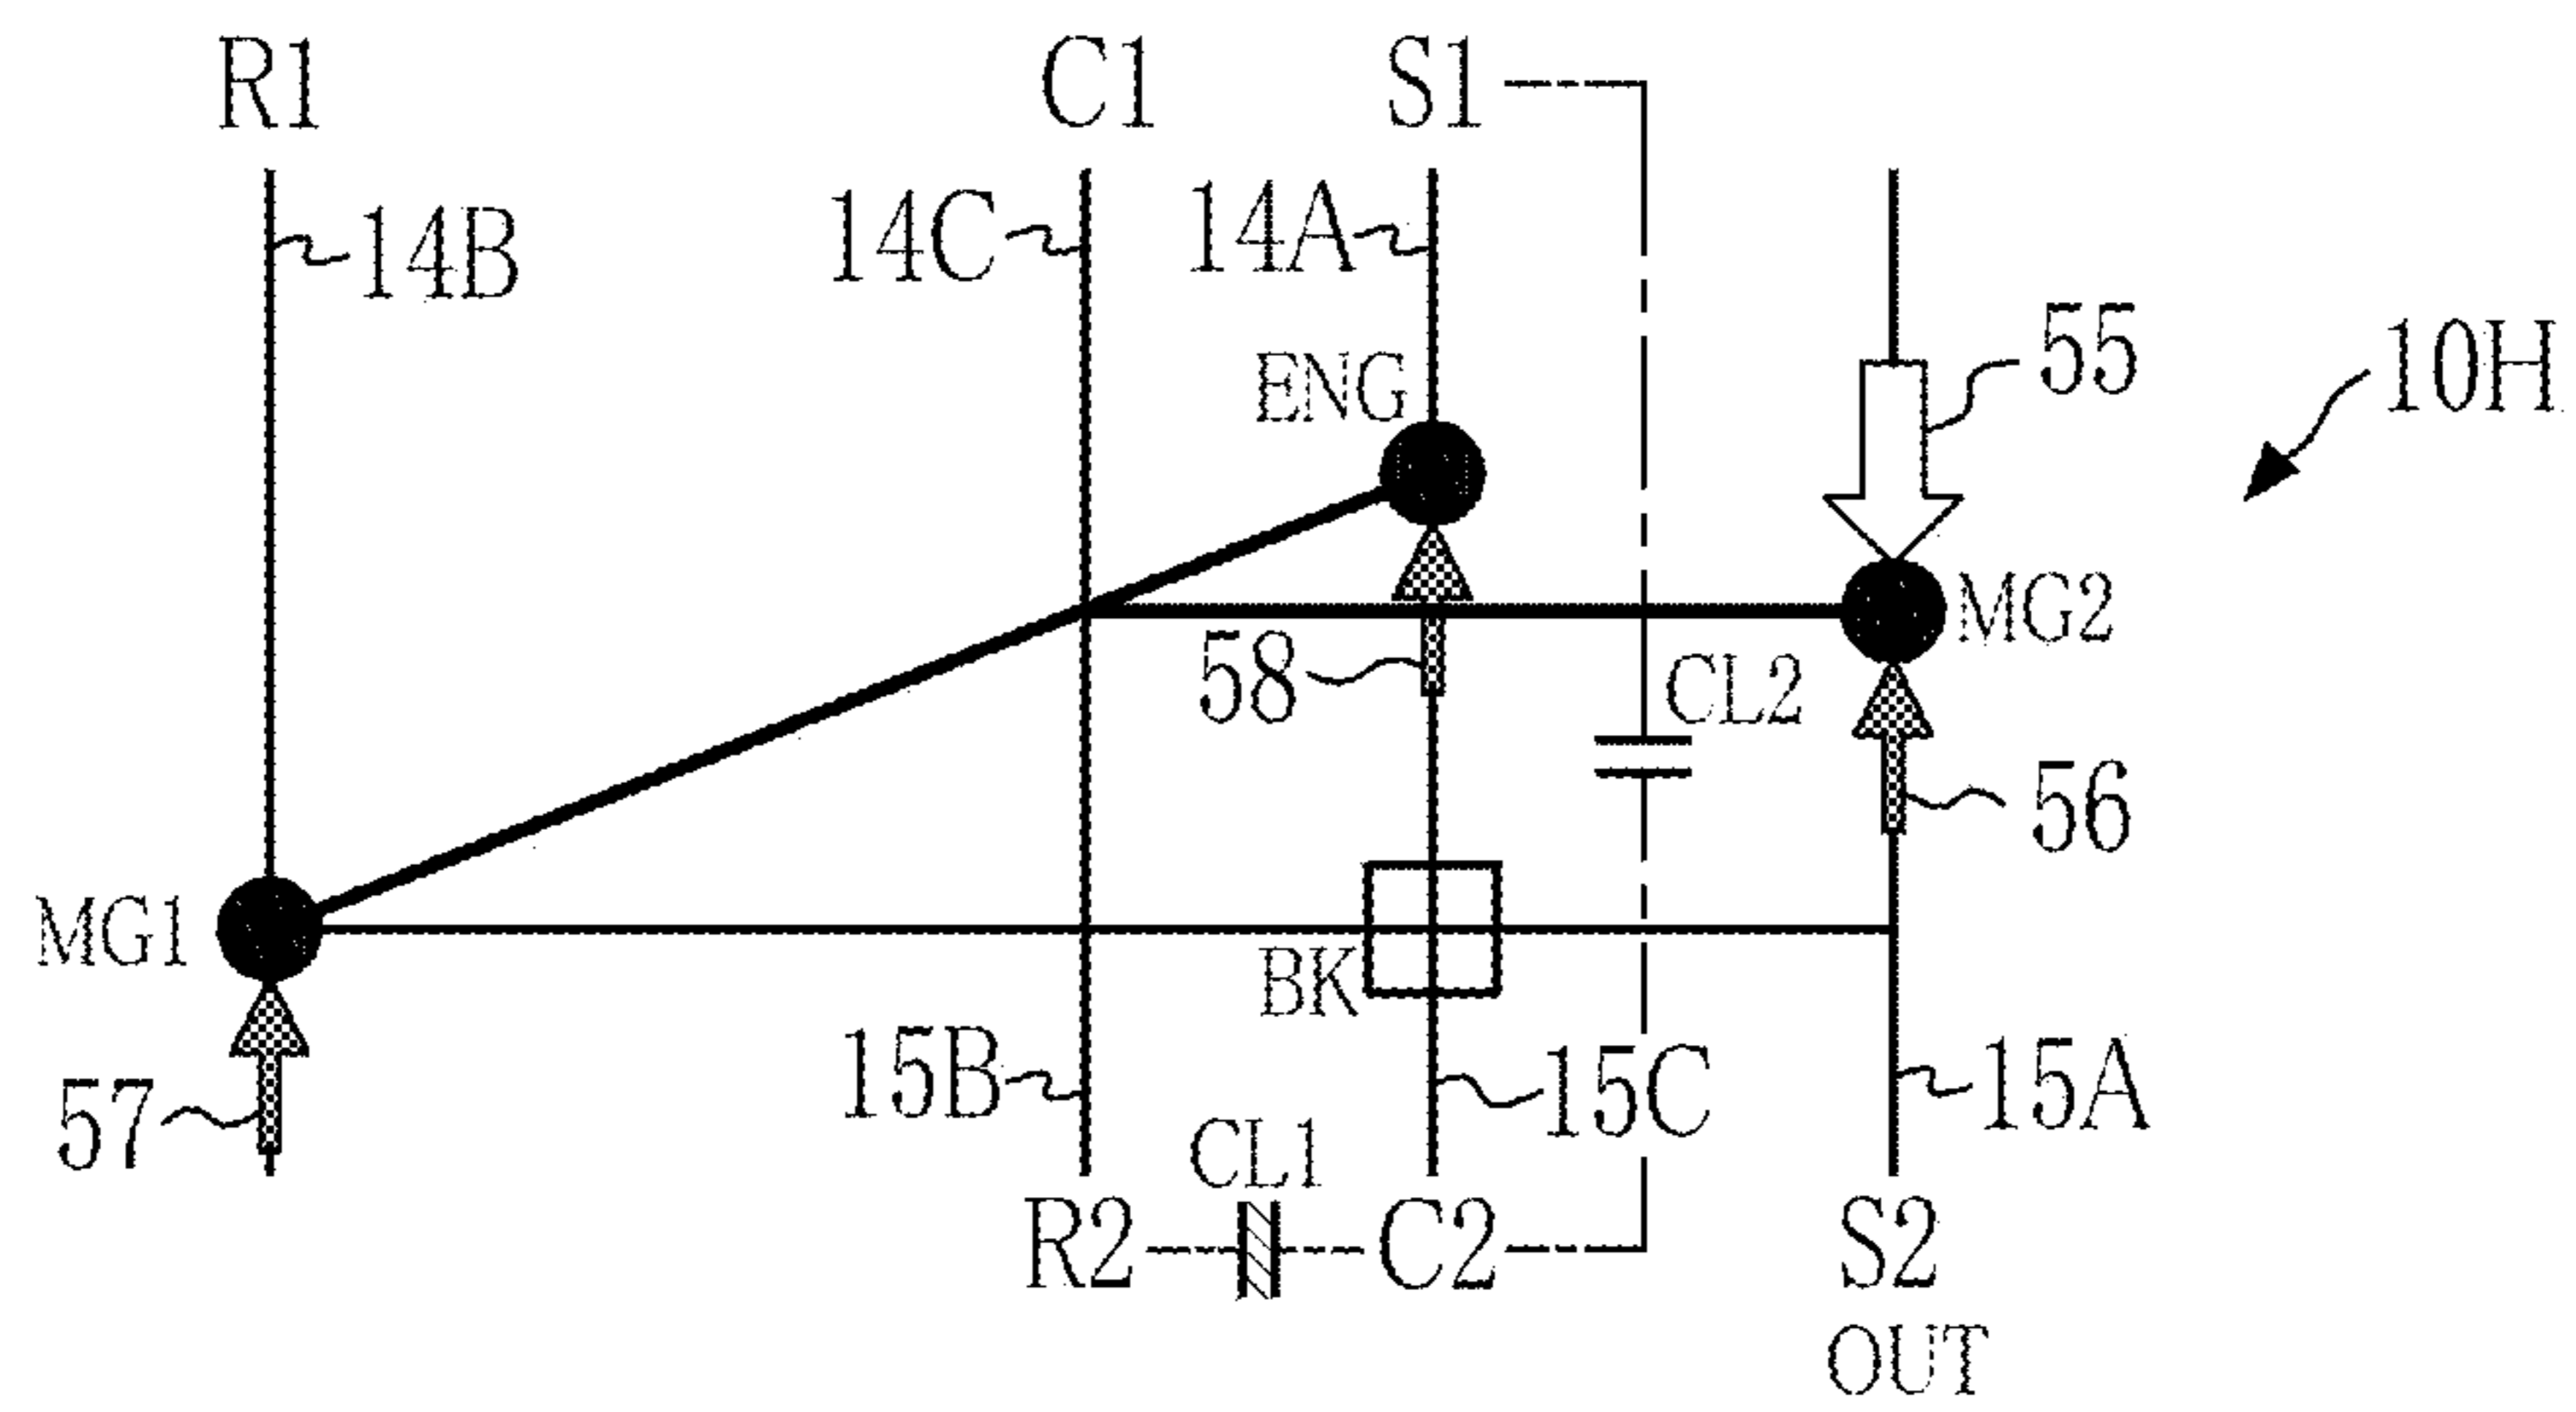 R1 C1 S1
14B 14C 14A
55 10H
ENG
MG2
58 CL2
56
MG1 BK
57 15B 15C 15A
CL1
R2 C2 S2
OUT